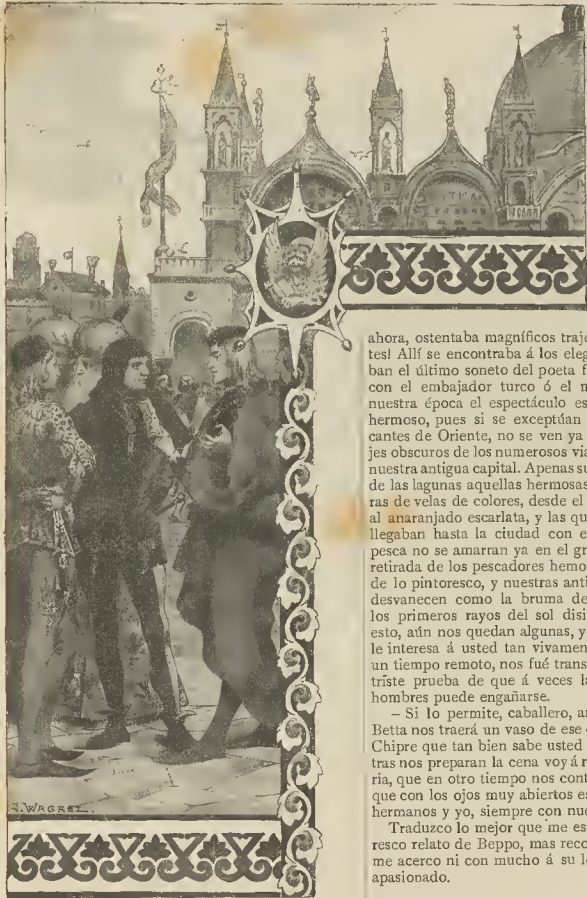 ahora, ostentaba magníficos traje
tes! Allí se encontraba á los eleg
ban el último soneto del poeta f
con el embajador turco ó el n
nuestra época el espectáculo es
hermoso, pues si se exceptúan
cantes de Oriente, no se ven ya
jes obscuros de los numerosos via
nuestra antigua capital. Apenas su
de las lagunas aquellas hermosas
ras de velas de colores, desde el
al anaranjado escarlata, y las qu
llegaban hasta la ciudad con e
pesca no se amarran ya en el gr
retirada de los pescadores hemo
de lo pintoresco, y nuestras anti
desvanecen como la bruma de
los primeros rayos del sol disi
esto, aún nos quedan algunas, y
le interesa á usted tan vivamen
un tiempo remoto, nos fué trans
triste prueba de que á veces la
hombres puede engañarse.
– Si lo permite, caballero, an
Betta nos traerá un vaso de ese
Chipre que tan bien sabe usted
tras nos preparan la cena voy á r
ria, que en otro tiempo nos cont
que con los ojos muy abiertos es
hermanos y yo, siempre con nue
Traduzco lo mejor que me es
resco relato de Beppo, mas reco
me acerco ni con mucho á su l
apasionado.
J. WAGREZ.